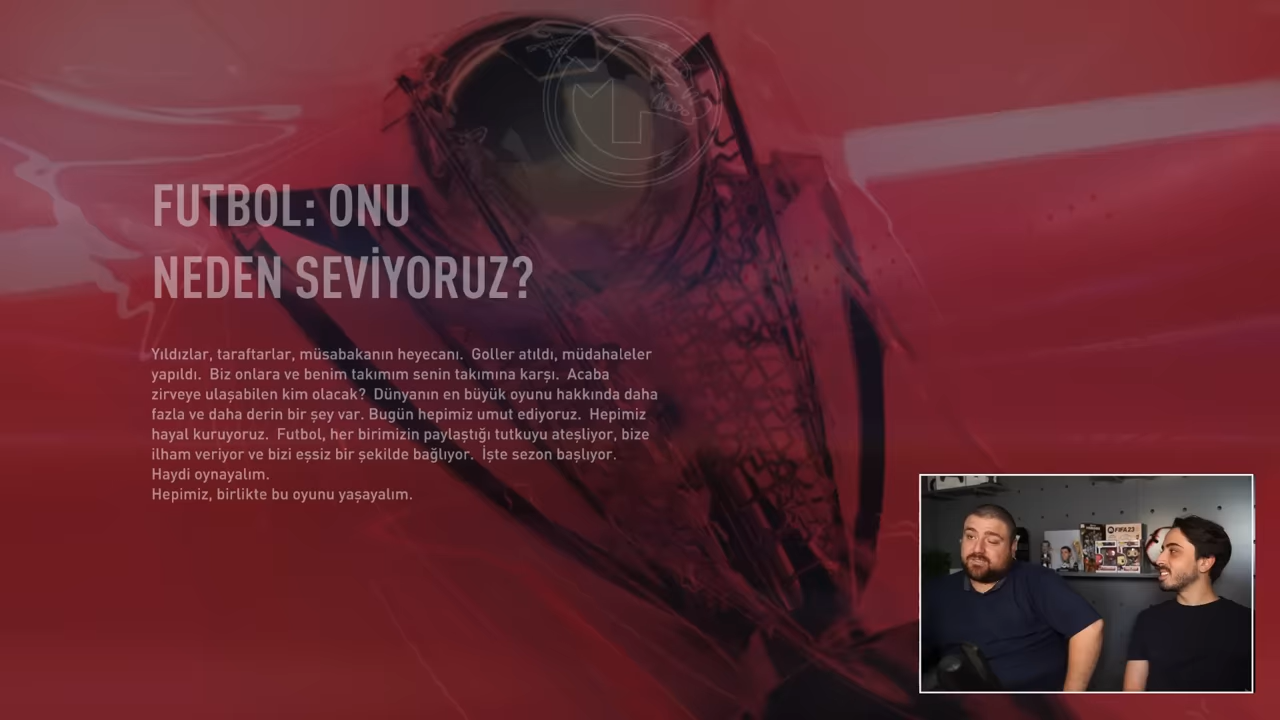 FUTBOL: ONU
NEDEN SEVİYORUZ?
Yıldızlar, taraftarlar, müsabakanın heyecanı. Goller atıldı, müdahaleler
yapıldı. Biz onlara ve benim takımım senin takımına karşı. Acaba
zirveye ulaşabilen kim olacak? Dünyanın en büyük oyunu hakkında daha
fazla ve daha derin bir şey var. Bugün hepimiz umut ediyoruz. Hepimiz
hayal kuruyoruz. Futbol, her birimizin paylaştığı tutkuyu ateşliyor, bize
ilham veriyor ve bizi eşsiz bir şekilde bağlıyor. İşte sezon başlıyor.
Haydi oynayalım.
Hepimiz, birlikte bu oyunu yaşayalım.
FIFA 23